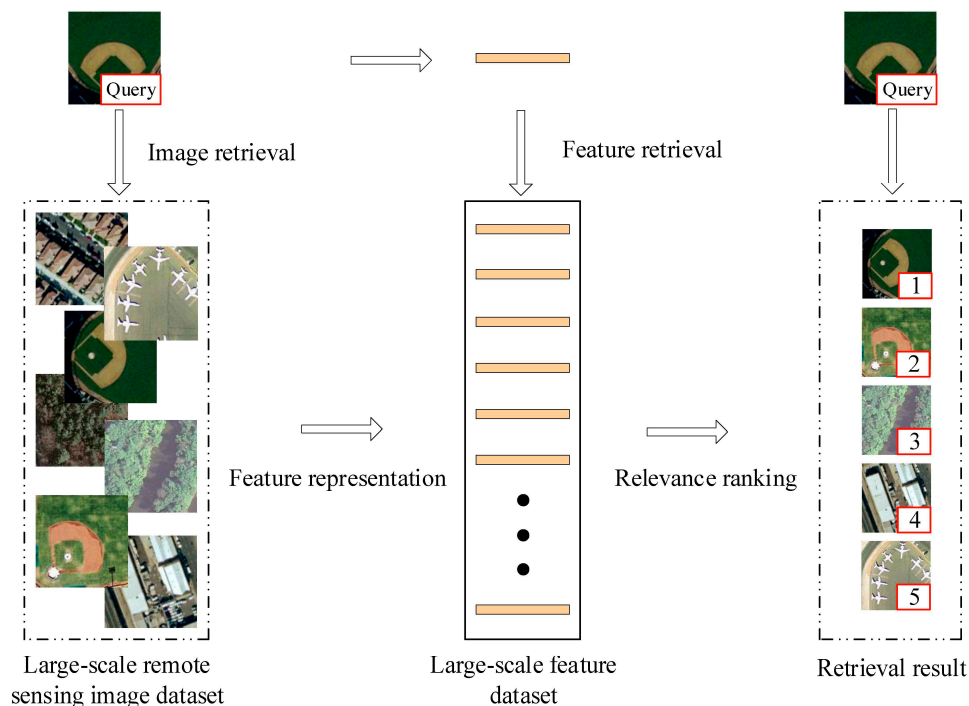 Query
Query
Image retrieval
Feature retrieval
1
2
3
4
5
Feature representation
Relevance ranking
Large-scale remote
sensing image dataset
Large-scale feature
dataset
Retrieval result